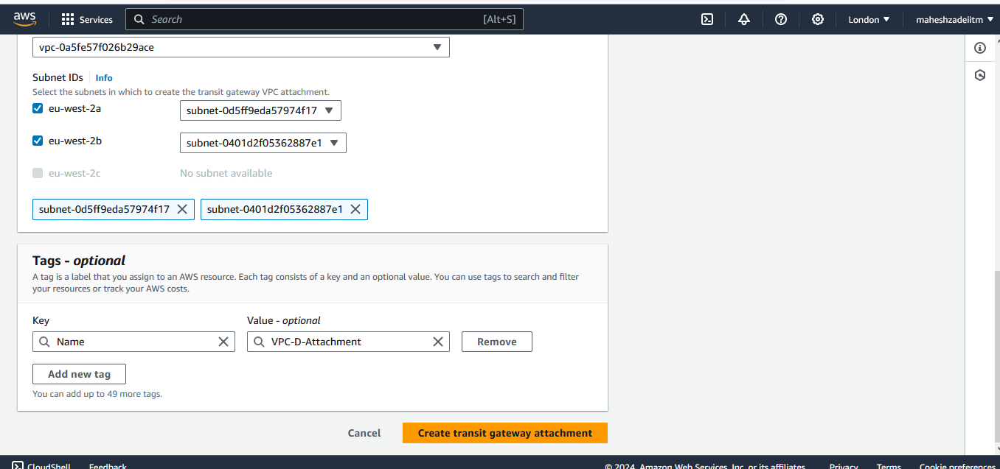 aws
Services
Search
[Alt+S]
London
maheshzadeiitm
vpc-0a5fe57f026b29ace
Subnet IDs
Info
Select the subnets in which to create the transit gateway VPC attachment.
eu-west-2a
subnet-0d5ff9eda57974f17
eu-west-2b
subnet-0401d2f05362887e1
eu-west-2c
No subnet available
subnet-0d5ff9eda57974f17
subnet-0401d2f05362887e1
Tags - optional
A tag is a label that you assign to an AWS resource. Each tag consists of a key and an optional value. You can use tags to search and filter
your resources or track your AWS costs.
Key
Value - optional
Name
VPC-D-Attachment
Remove
Add new tag
You can add up to 49 more tags.
Cancel
Create transit gateway attachment
CloudShell
Feedback
© 2024, Amazon Web Services, Inc. or its affiliates.
Privacy
Terms
Cookie preferences